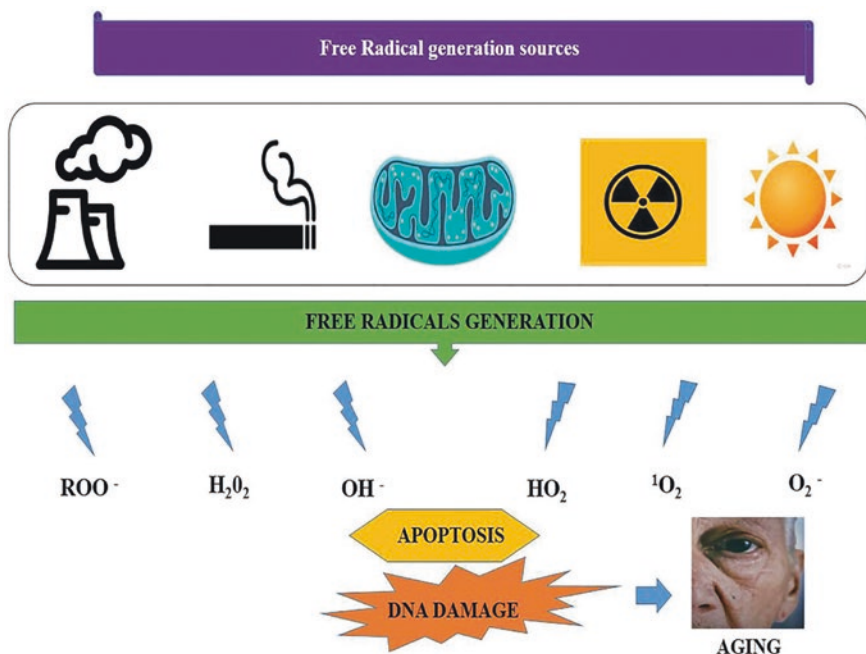 Free Radical generation sources
FREE RADICALS GENERATION
ROO - H₂0₂ OH - HO₂ ¹O₂ O₂ -
APOPTOSIS
DNA DAMAGE
AGING